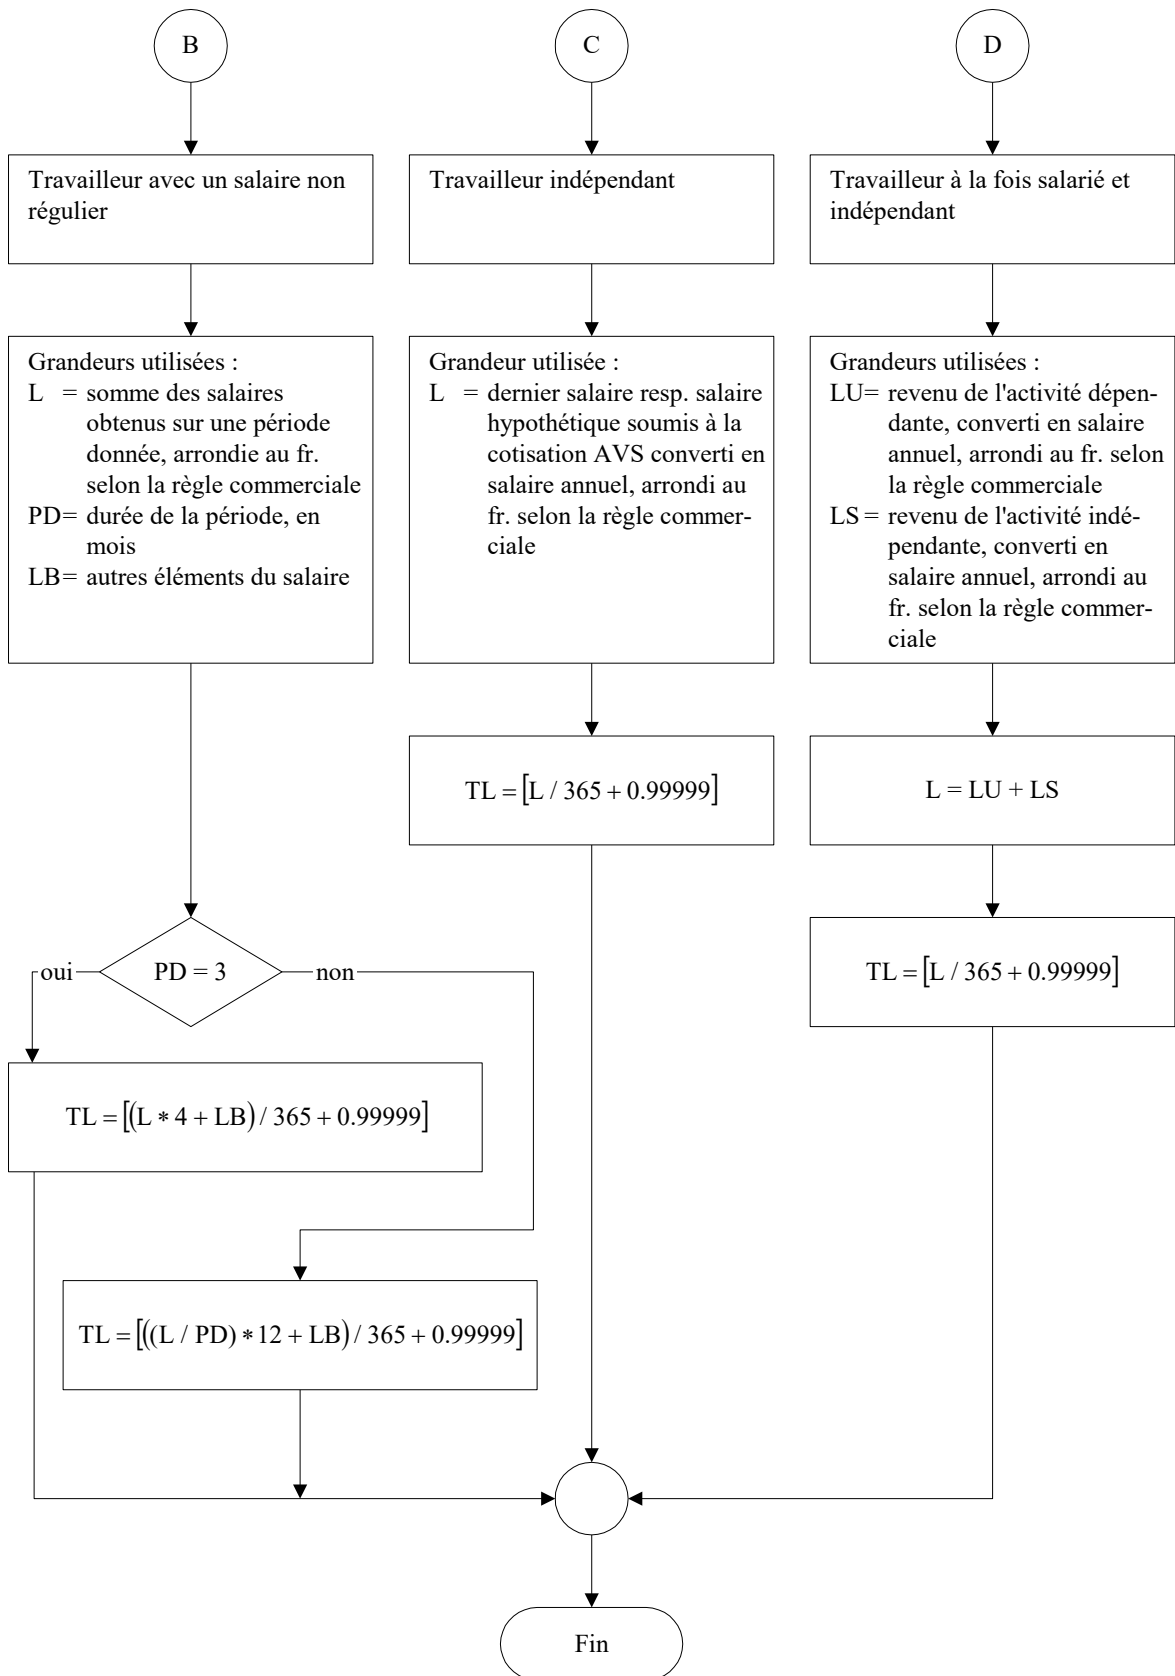 B
C
D
Travailleur avec un salaire non
régulier
Travailleur indépendant
Travailleur à la fois salarié et
indépendant
Grandeurs utilisées :
L = somme des salaires
obtenus sur une période
donnée, arrondie au fr.
selon la règle commerciale
PD= durée de la période, en
mois
LB= autres éléments du salaire
Grandeur utilisée :
L = dernier salaire resp. salaire
hypothétique soumis à la
cotisation AVS converti en
salaire annuel, arrondi au
fr. selon la règle commer-
ciale
Grandeurs utilisées :
LU= revenu de l'activité dépen-
dante, converti en salaire
annuel, arrondi au fr. selon
la règle commerciale
LS = revenu de l'activité indé-
pendante, converti en
salaire annuel, arrondi au
fr. selon la règle commer-
ciale
TL = [L / 365 + 0.99999]
L = LU + LS
oui
PD = 3
non
TL = [L / 365 + 0.99999]
TL = [(L * 4 + LB) / 365 + 0.99999]
TL = [((L / PD) * 12 + LB) / 365 + 0.99999]
Fin